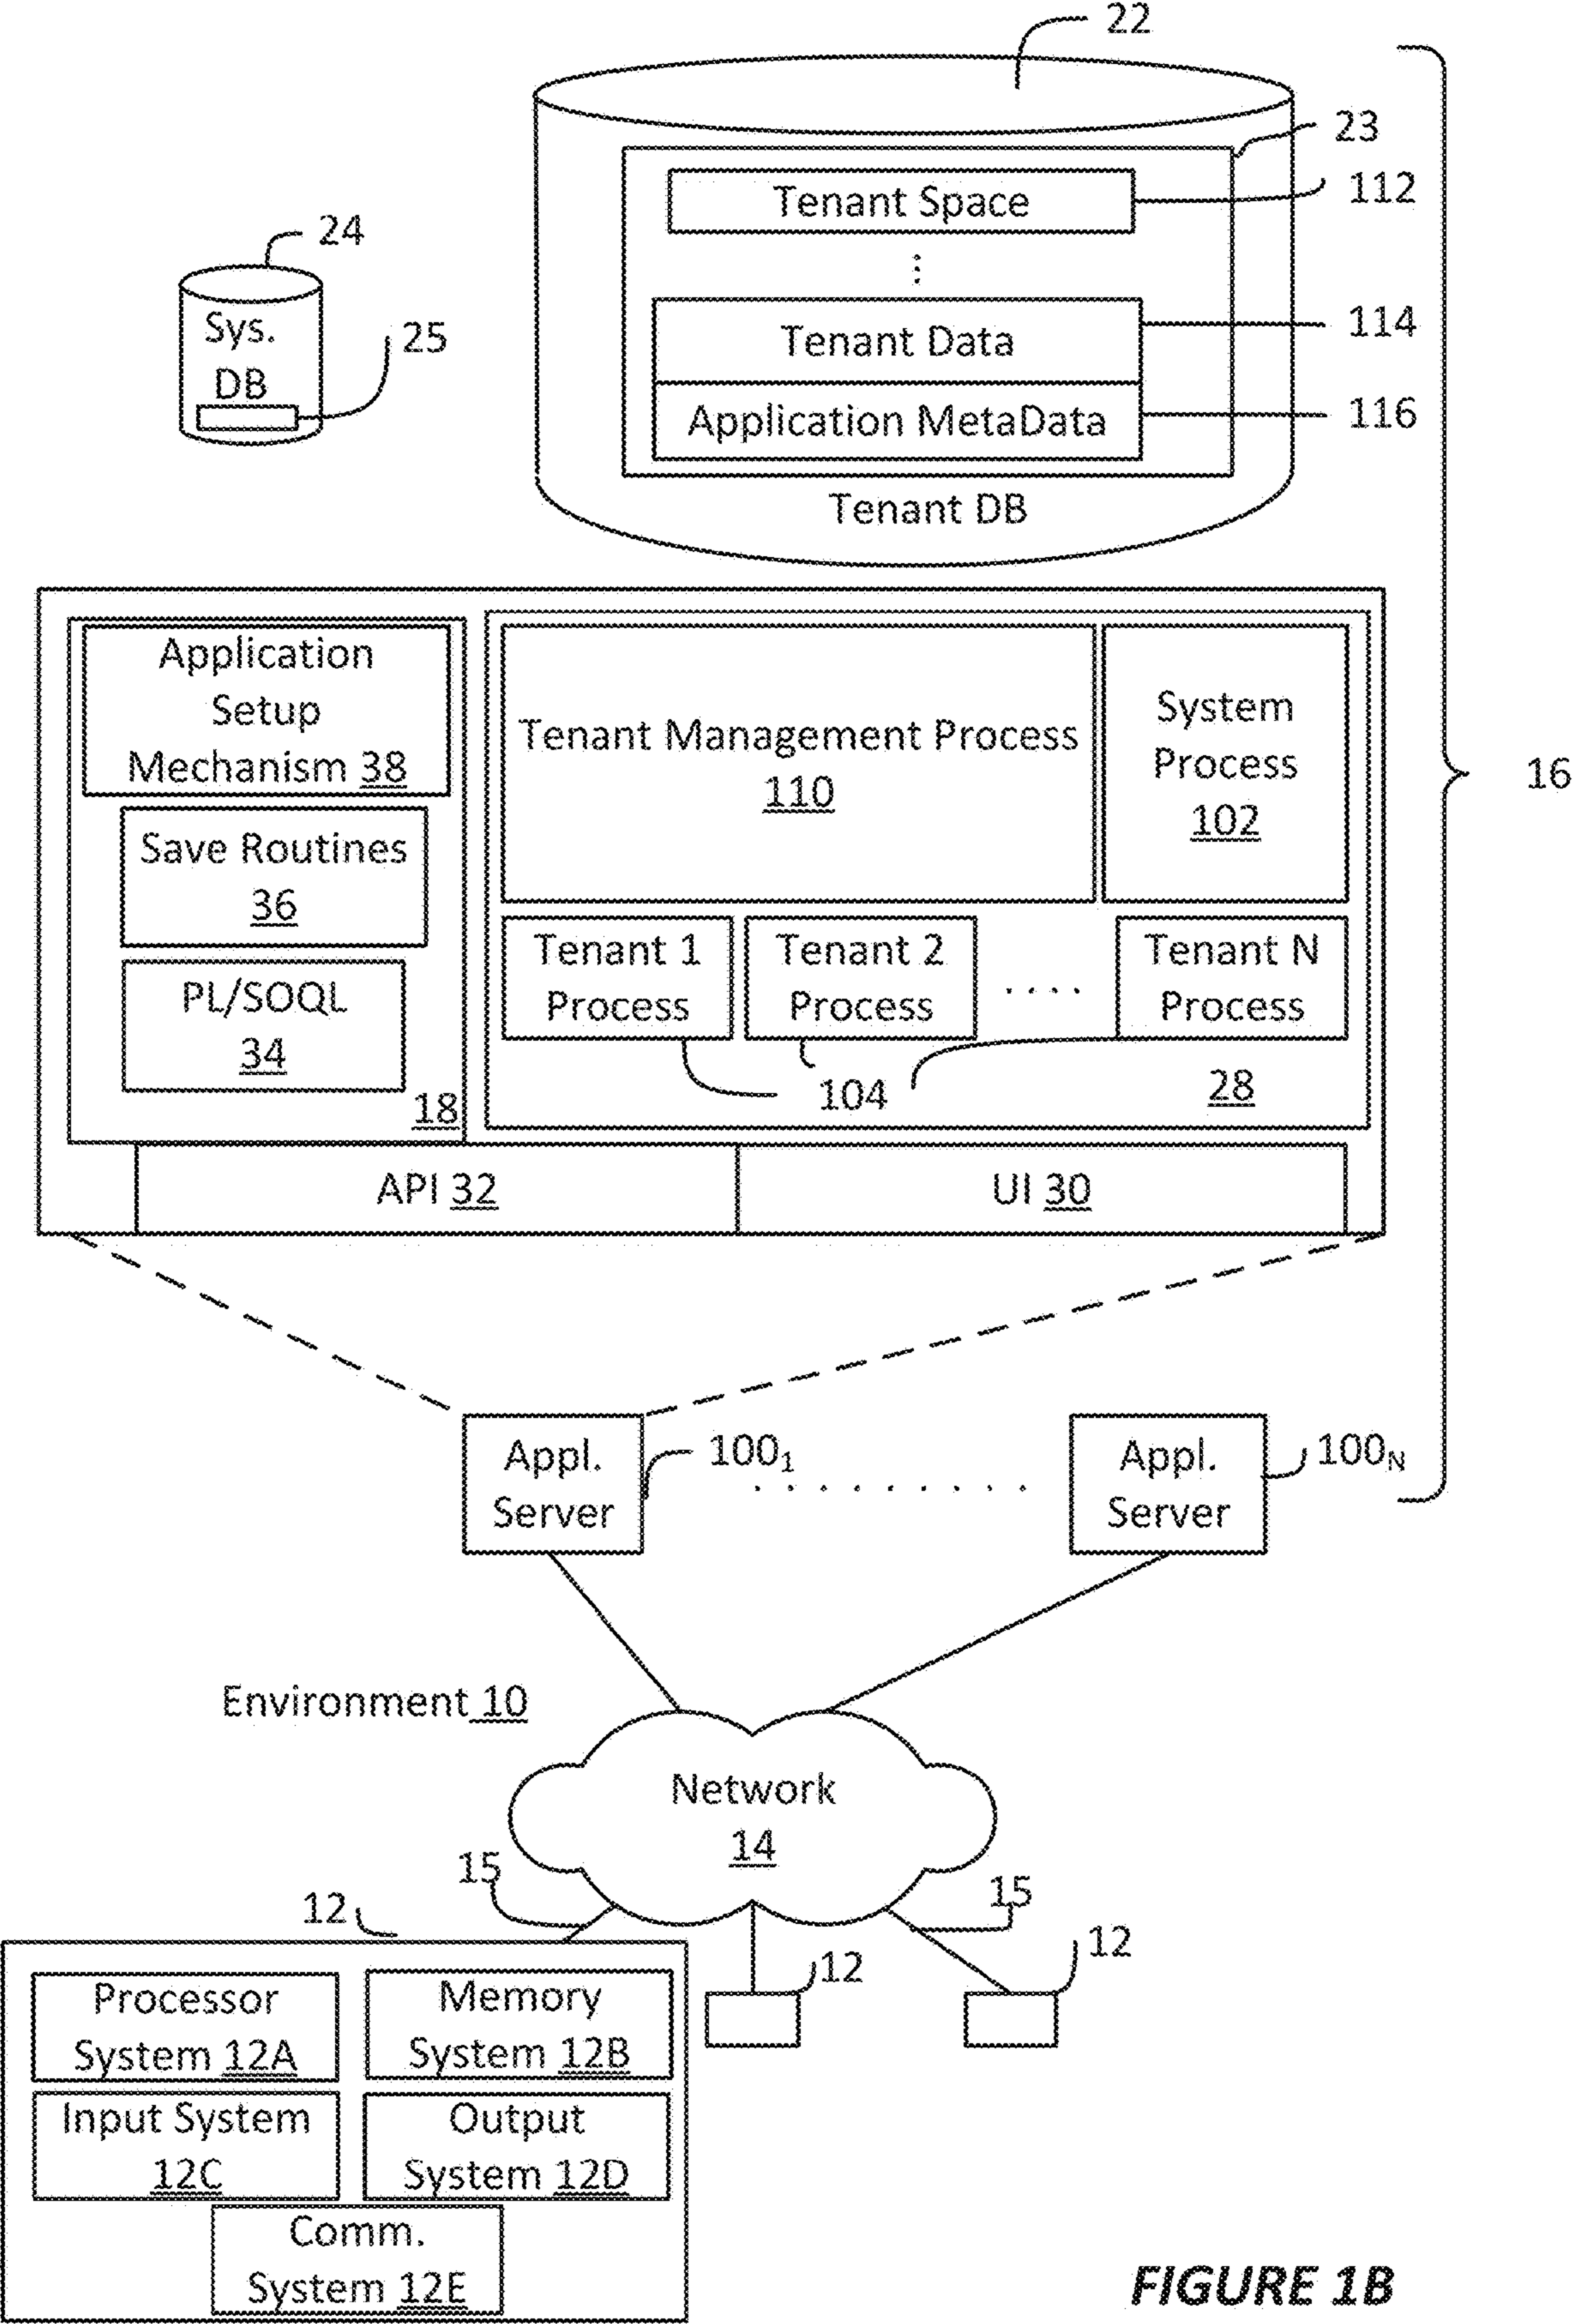 22
23
Tenant Space
112
24
Sys.
DB
25
Tenant Data
114
Application MetaData
116
Tenant DB
Application
Setup
Mechanism 38
Save Routines
36
PL/SOQL
34
18
Tenant Management Process
110
System
Process
102
Tenant 1
Process
Tenant 2
Process
. . . .
Tenant N
Process
104
28
16
API 32
UI 30
Appl.
Server
100₁
. . . . . . . . .
Appl.
Server
100N
Environment 10
Network
14
15
15
12
12
12
Processor
System 12A
Memory
System 12B
Input System
12C
Output
System 12D
Comm.
System 12E
FIGURE 1B